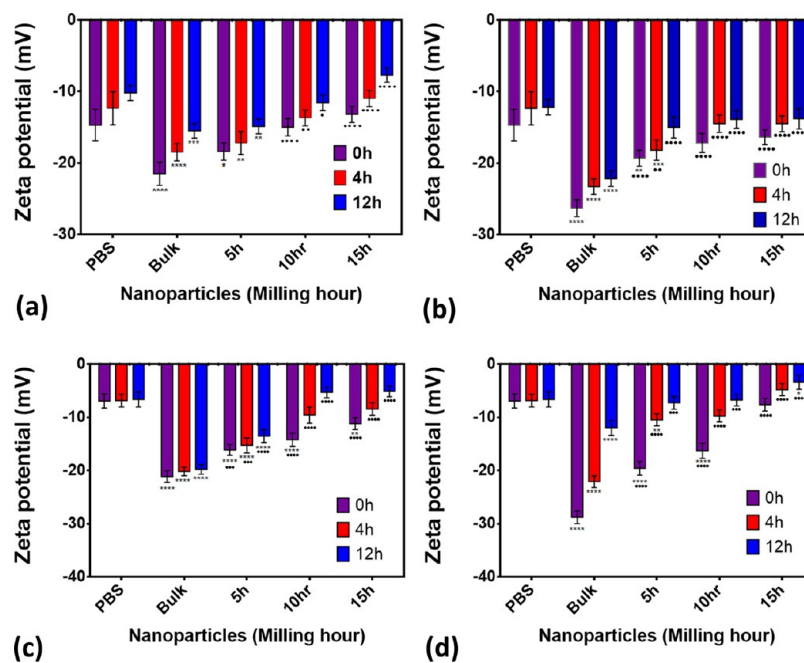 0
-10
-20
-30
Zeta potential (mV)
0h
4h
12h
PBS
Bulk
5h
10hr
15h
Nanoparticles (Milling hour)
(a)
0
-10
-20
-30
Zeta potential (mV)
0h
4h
12h
PBS
Bulk
5h
10hr
15h
Nanoparticles (Milling hour)
(b)
0
-10
-20
-30
-40
Zeta potential (mV)
0h
4h
12h
PBS
Bulk
5h
10hr
15h
Nanoparticles (Milling hour)
(c)
0
-10
-20
-30
-40
Zeta potential (mV)
0h
4h
12h
PBS
Bulk
5h
10hr
15h
Nanoparticles (Milling hour)
(d)